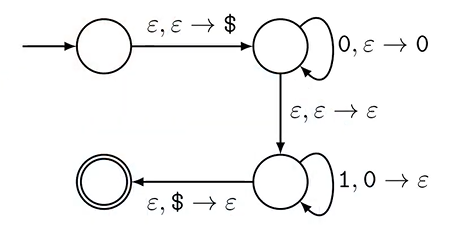 ε, ε → $
0, ε → 0
ε, ε → ε
1, 0 → ε
ε, $ → ε